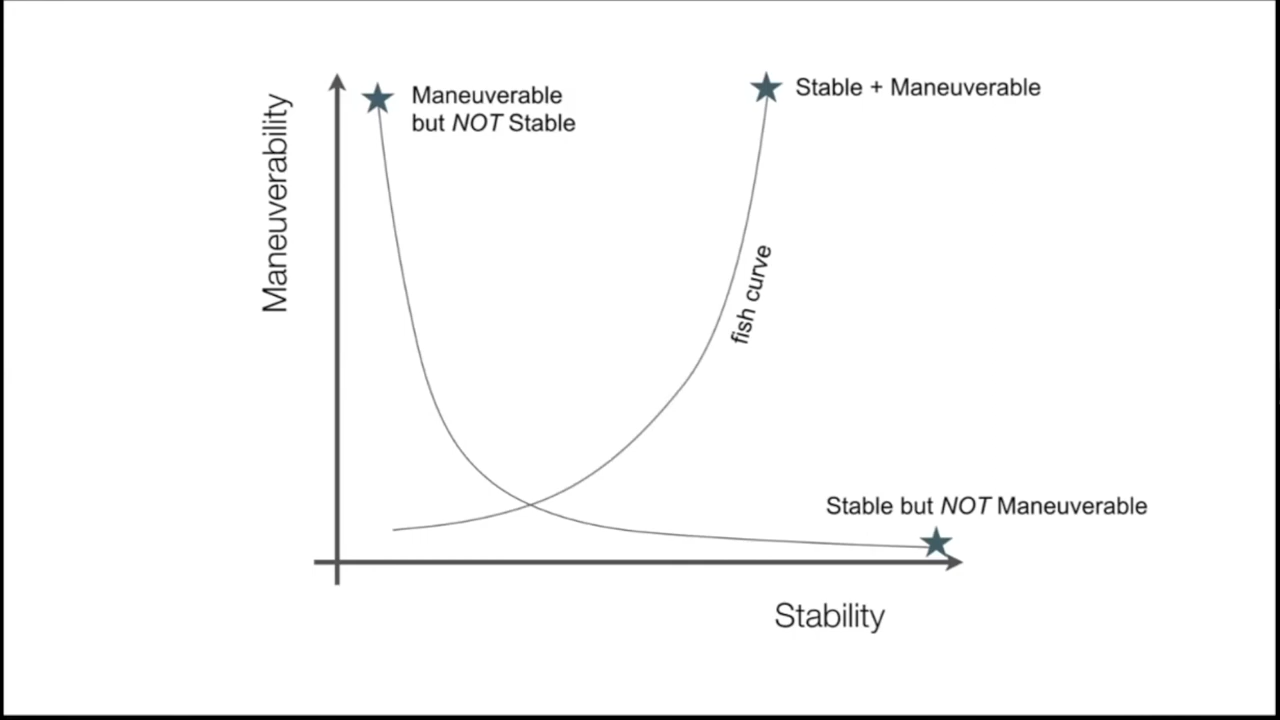 Maneuverability
Maneuverable
but NOT Stable
Stable + Maneuverable
fish curve
Stable but NOT Maneuverable
Stability